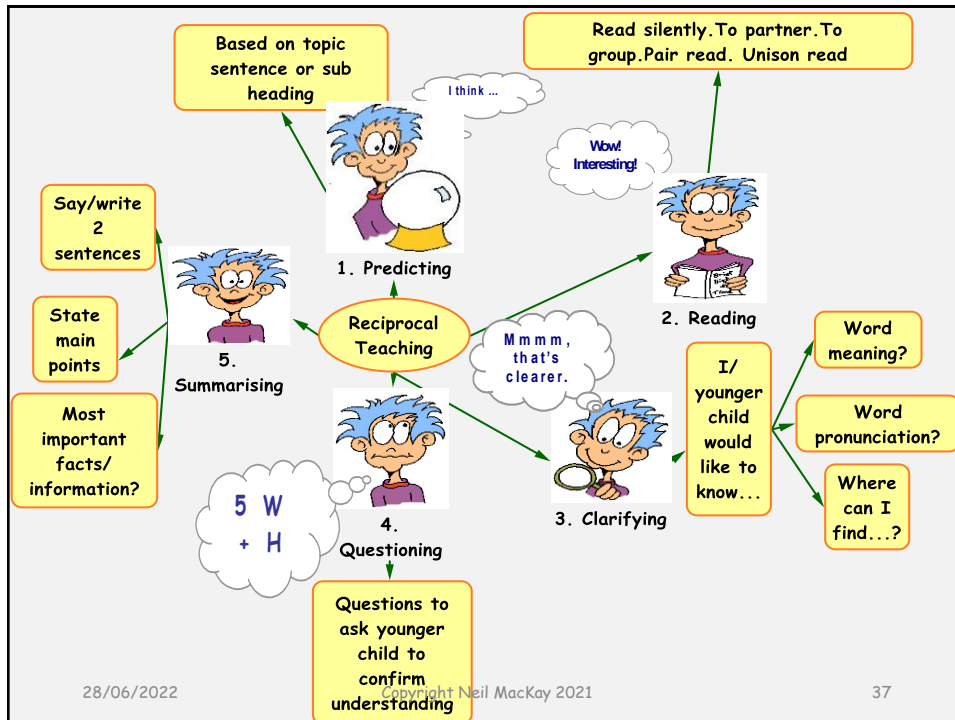 Based on topic
sentence or sub
heading
I think ...
1. Predicting
Read silently.To partner.To
group.Pair read. Unison read
Wow!
Interesting!
2. Reading
Reciprocal
Teaching
Mmmm,
that's
clearer.
3. Clarifying
I/
younger
child
would
like to
know...
Word
meaning?
Word
pronunciation?
Where
can I
find...?
5 W
+ H
4.
Questioning
Questions to
ask younger
child to
confirm
understanding
5.
Summarising
Say/write
2
sentences
State
main
points
Most
important
facts/
information?
28/06/2022
Copyright Neil MacKay 2021
37